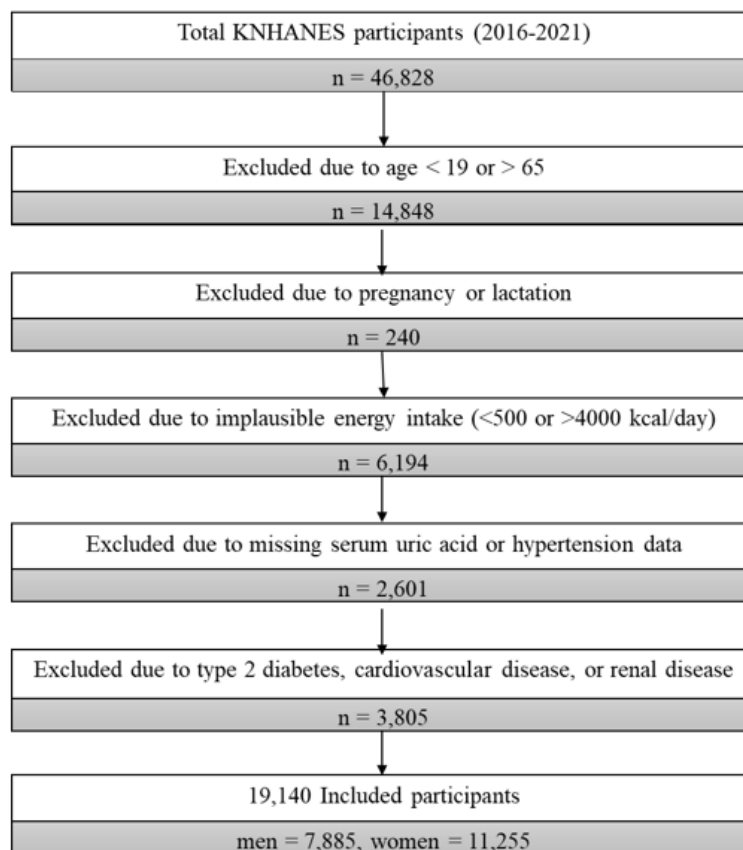 Total KNHANES participants (2016-2021)
n = 46,828
Excluded due to age < 19 or > 65
n = 14,848
Excluded due to pregnancy or lactation
n = 240
Excluded due to implausible energy intake (<500 or >4000 kcal/day)
n = 6,194
Excluded due to missing serum uric acid or hypertension data
n = 2,601
Excluded due to type 2 diabetes, cardiovascular disease, or renal disease
n = 3,805
19,140 Included participants
men = 7,885, women = 11,255